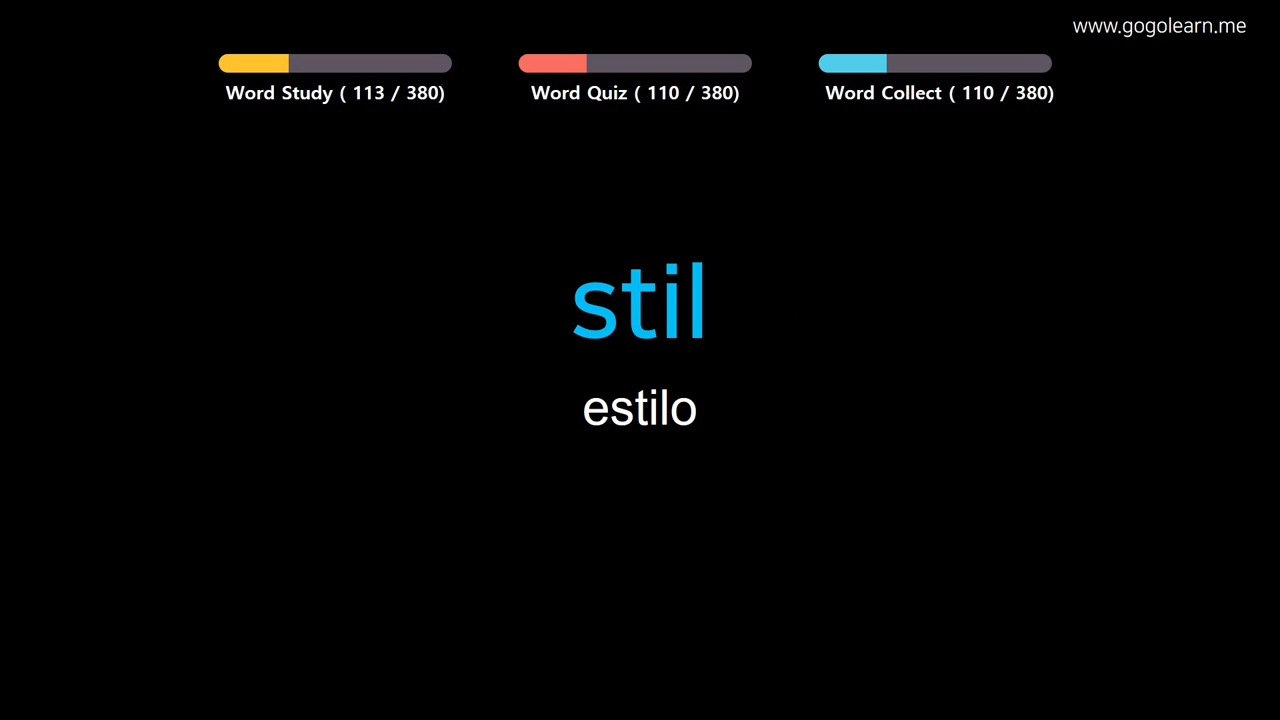 www.gogolearn.me
Word Study ( 113 / 380)
Word Quiz ( 110 / 380)
Word Collect ( 110 / 380)
stil
estilo